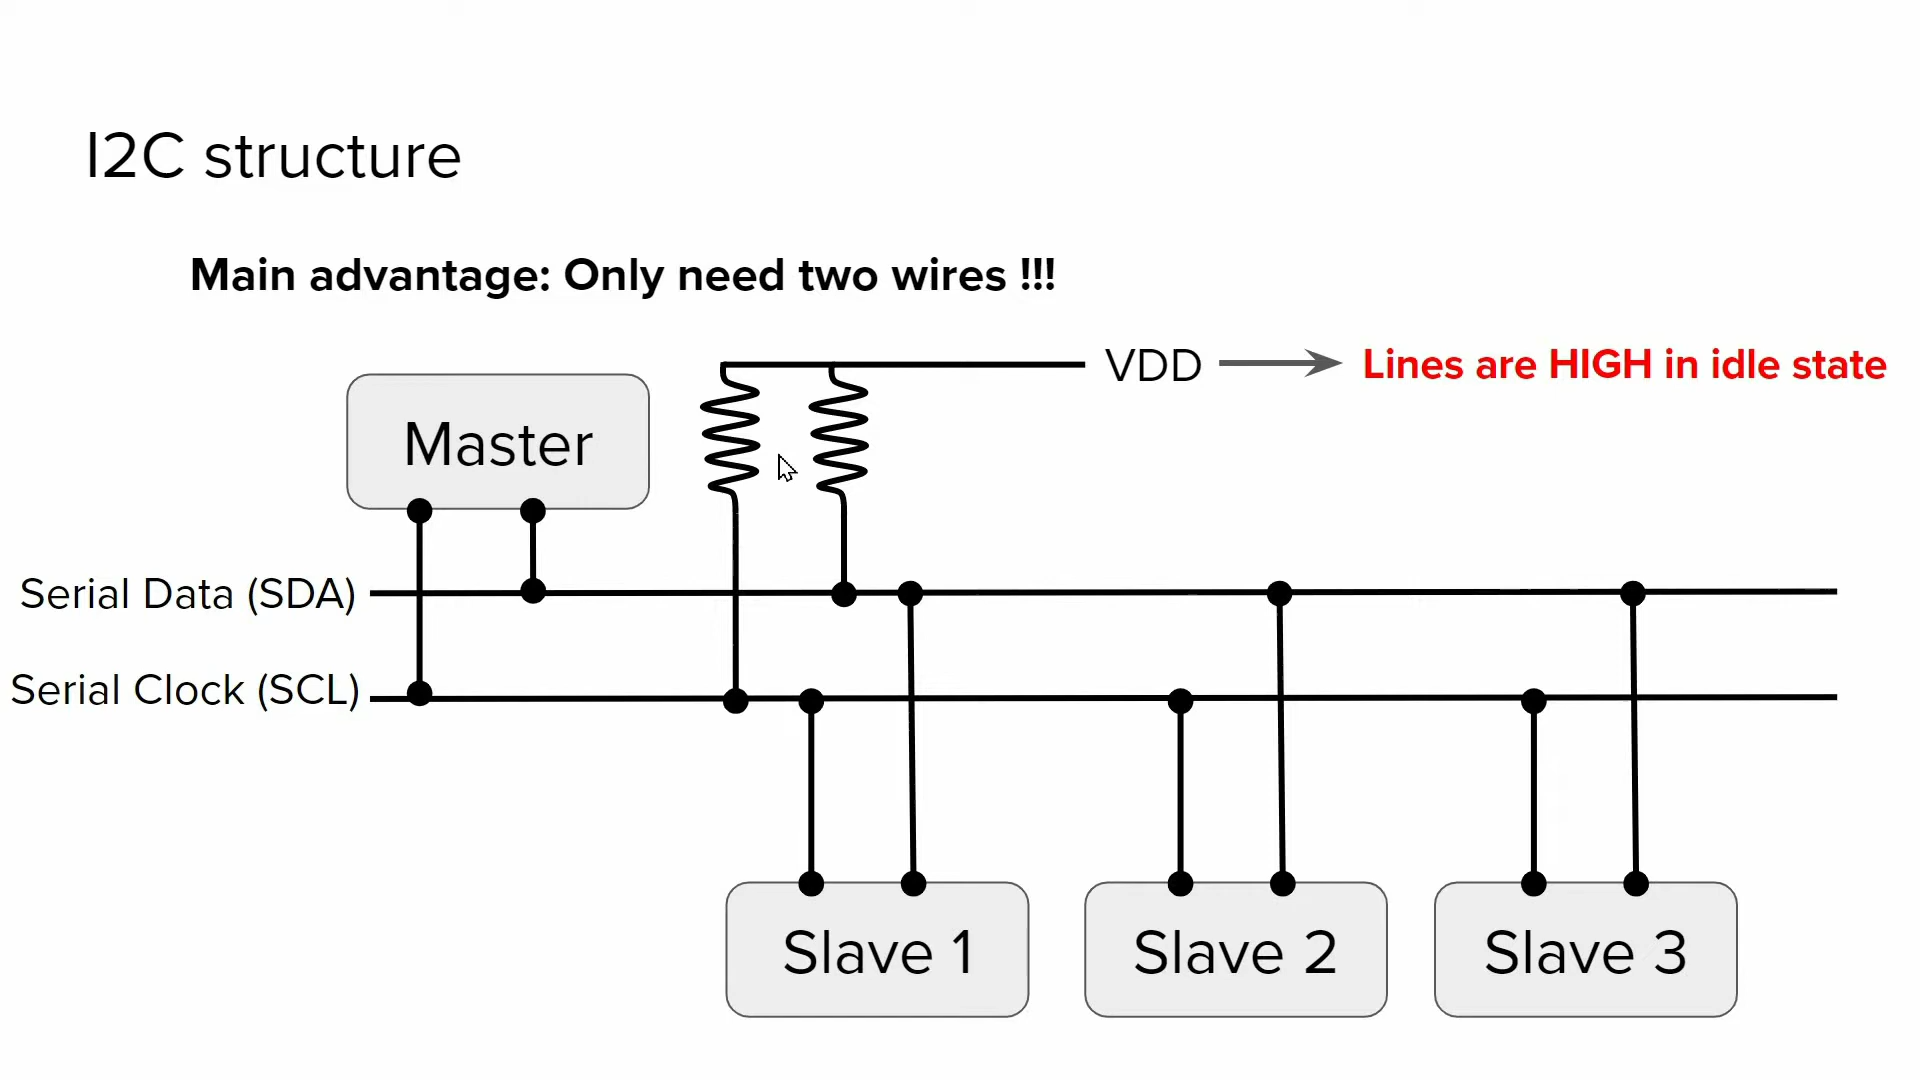 I2C structure
Main advantage: Only need two wires !!!
VDD
Lines are HIGH in idle state
Master
Serial Data (SDA)
Serial Clock (SCL)
Slave 1
Slave 2
Slave 3